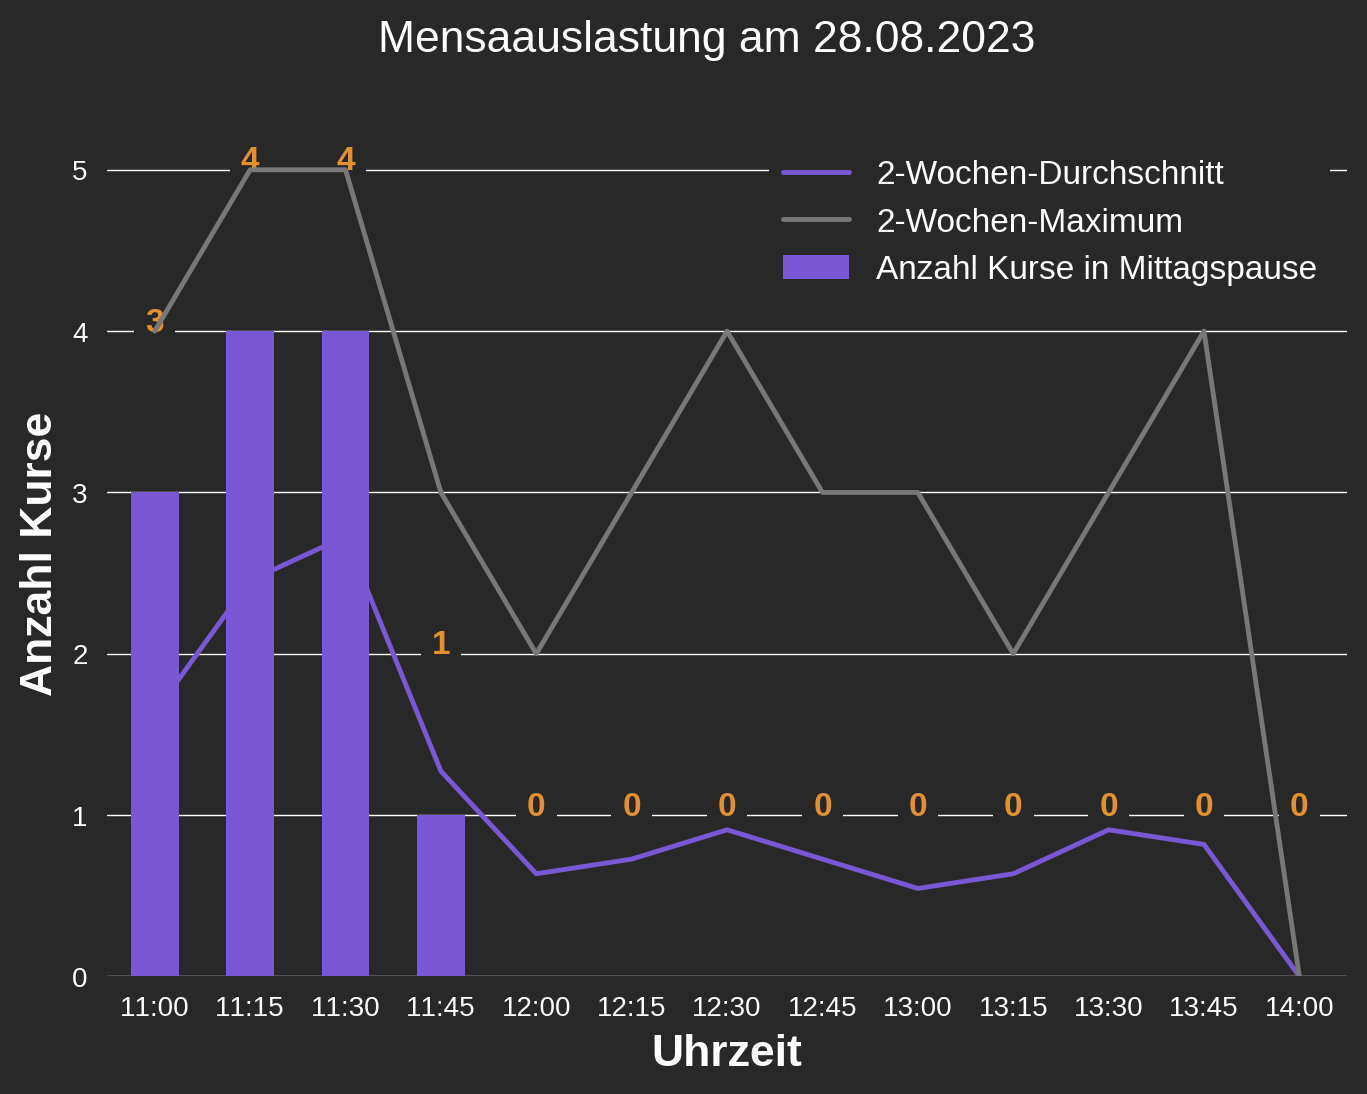 Mensaauslastung am 28.08.2023
2-Wochen-Durchschnitt
2-Wochen-Maximum
Anzahl Kurse in Mittagspause
Anzahl Kurse
5
4
3
2
1
0
3
4
4
1
0
0
0
0
0
0
0
0
0
11:00 11:15 11:30 11:45 12:00 12:15 12:30 12:45 13:00 13:15 13:30 13:45 14:00
Uhrzeit